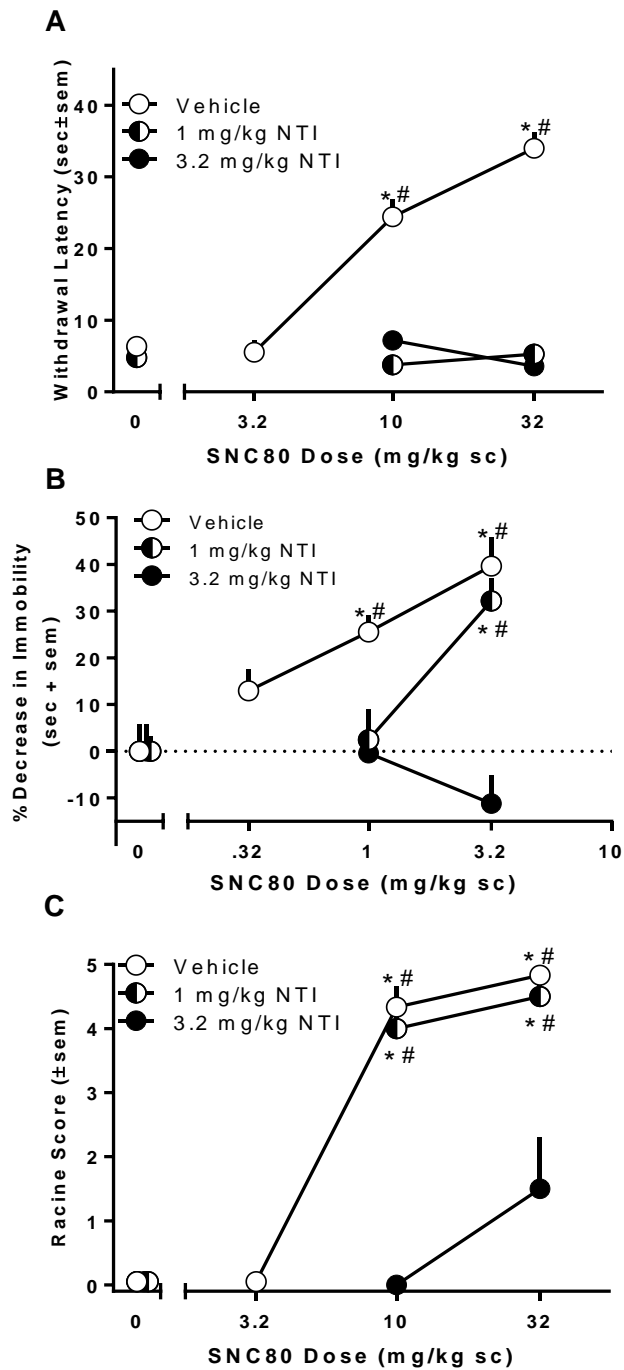 A
Withdrawal Latency (sec±sem)
40
30
20
10
0
Vehicle
1 mg/kg NTI
3.2 mg/kg NTI
* #
* #
0 3.2 10 32
SNC80 Dose (mg/kg sc)
B
% Decrease in Immobility
(sec + sem)
50
40
30
20
10
0
-10
Vehicle
1 mg/kg NTI
3.2 mg/kg NTI
* #
* #
* #
0 .32 1 3.2 10
SNC80 Dose (mg/kg sc)
C
Racine Score (±sem)
5
4
3
2
1
0
Vehicle
1 mg/kg NTI
3.2 mg/kg NTI
* #
* #
* #
* #
0 3.2 10 32
SNC80 Dose (mg/kg sc)